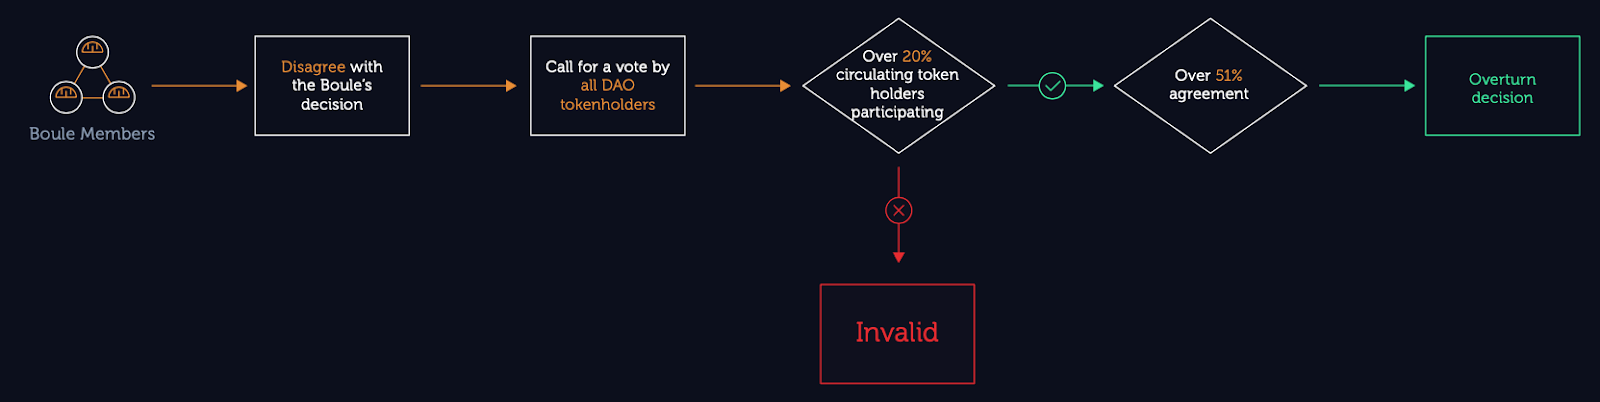 Boule Members
Disagree with
the Boule's
decision
Call for a vote by
all DAO
tokenholders
Over 20%
circulating token
holders
participating
Over 51%
agreement
Overturn
decision
Invalid